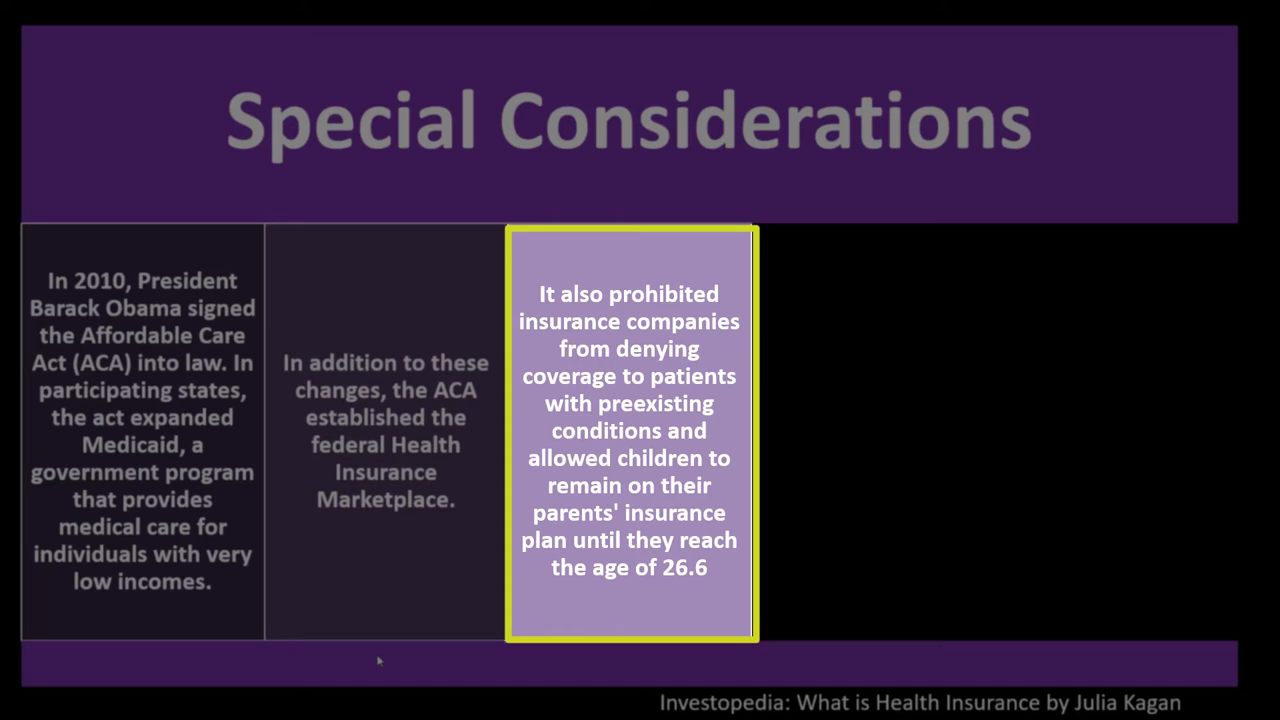 Special Considerations
In 2010, President
Barack Obama signed
the Affordable Care
Act (ACA) into law. In
participating states,
the act expanded
Medicaid, a
government program
that provides
medical care for
individuals with very
low incomes.
In addition to these
changes, the ACA
established the
federal Health
Insurance
Marketplace.
It also prohibited
insurance companies
from denying
coverage to patients
with preexisting
conditions and
allowed children to
remain on their
parents' insurance
plan until they reach
the age of 26.6
Investopedia: What is Health Insurance by Julia Kagan